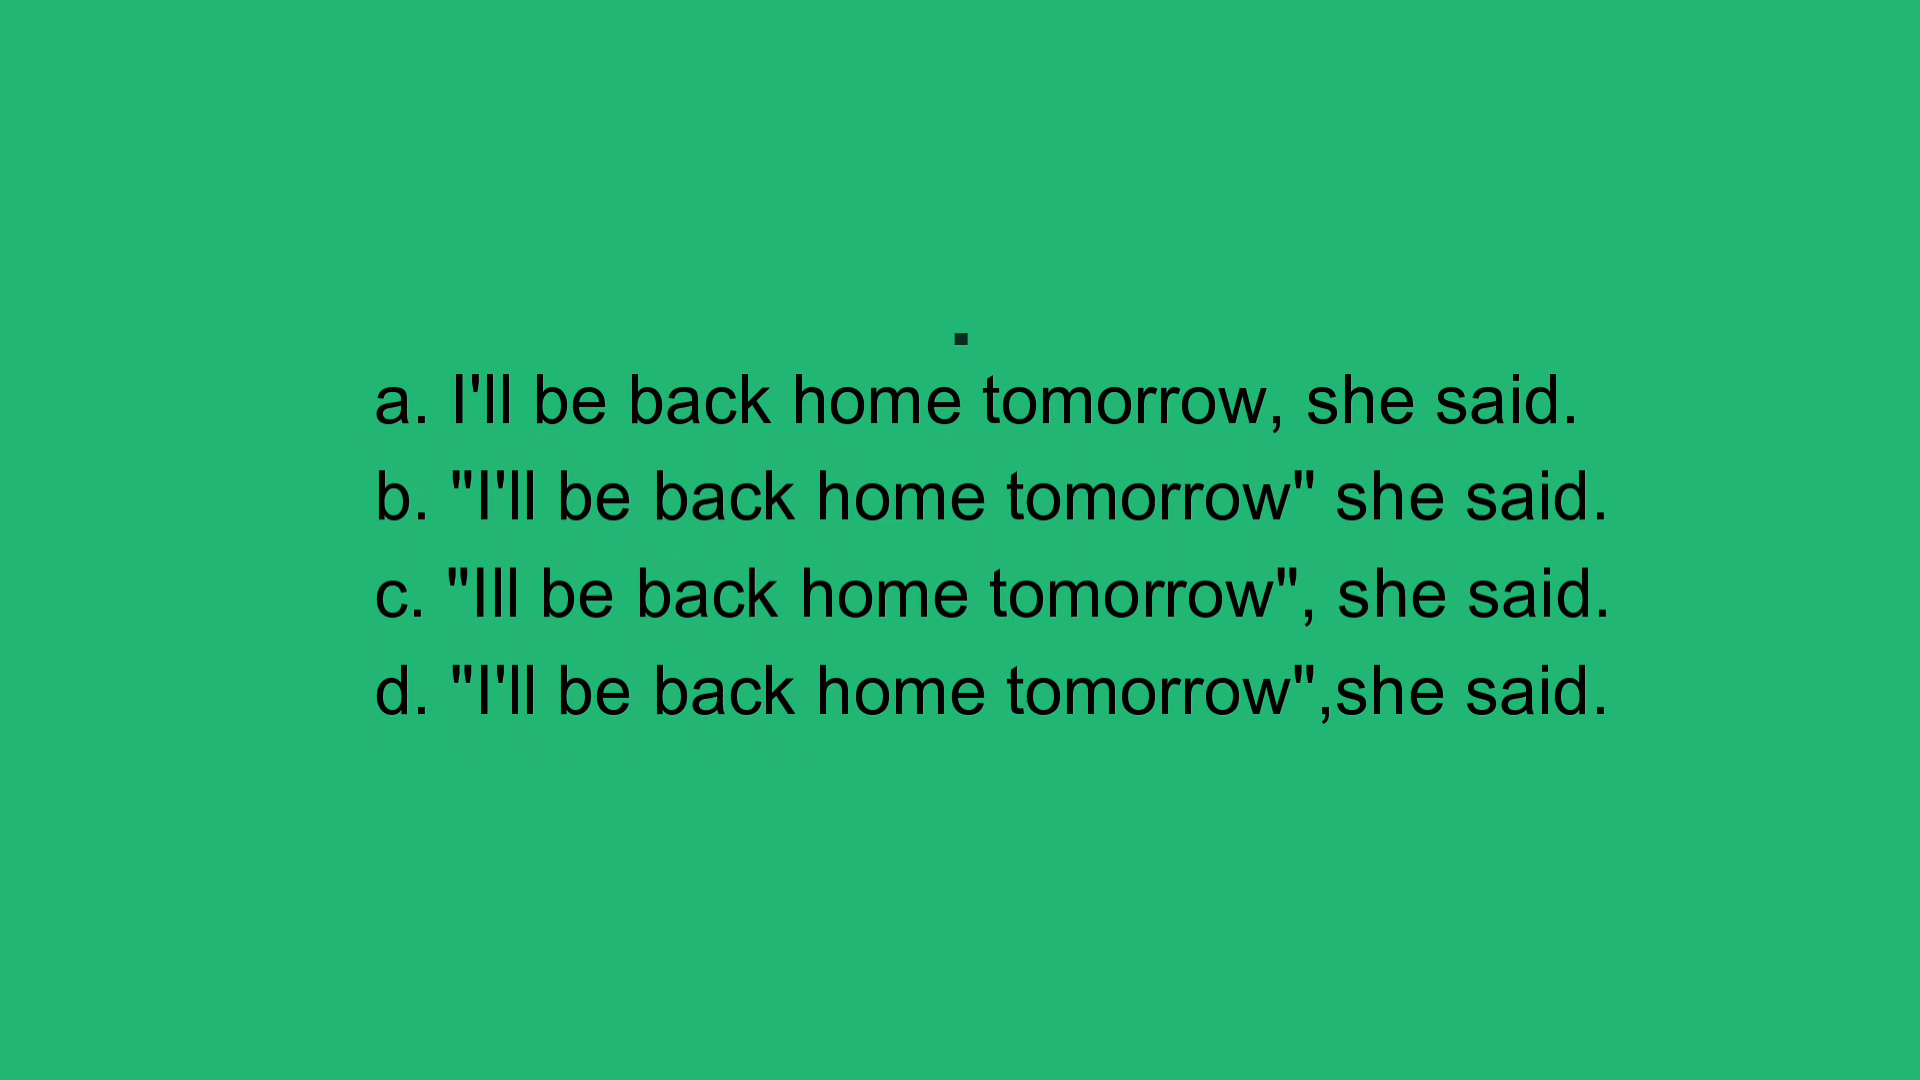 .
a. I'll be back home tomorrow, she said.
b. "I'll be back home tomorrow" she said.
c. "Ill be back home tomorrow", she said.
d. "I'll be back home tomorrow",she said.